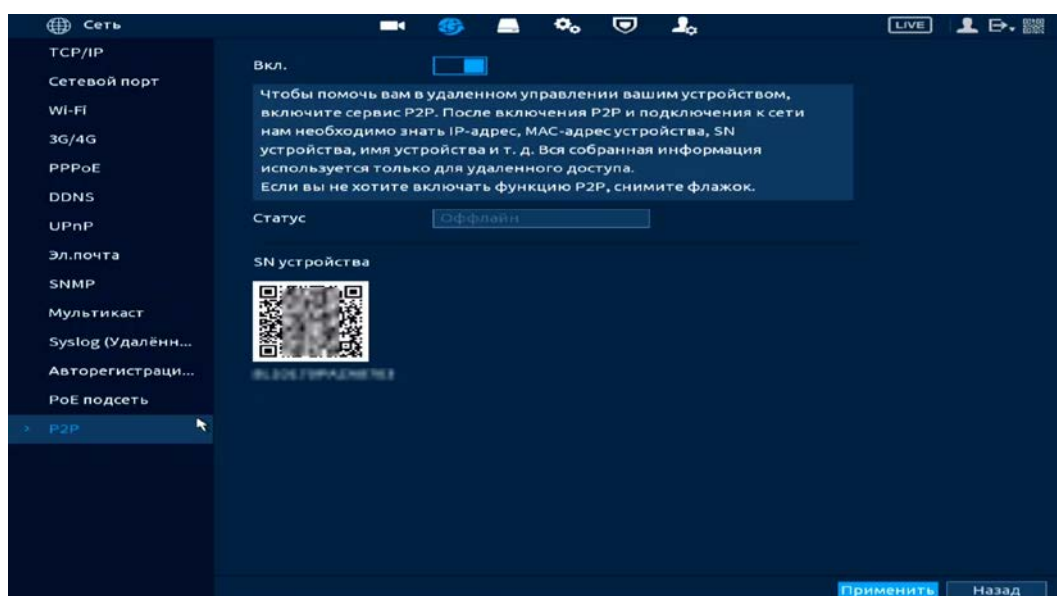 Сеть
LIVE
TCP/IP
Сетевой порт
Wi-Fi
3G/4G
PPPoE
DDNS
UPnP
Эл.почта
SNMP
Мультикаст
Syslog (Удалённ...
Авторегистраци...
PoE подсеть
P2P
Вкл.
Чтобы помочь вам в удаленном управлении вашим устройством,
включите сервис P2P. После включения P2P и подключения к сети
нам необходимо знать IP-адрес, MAC-адрес устройства, SN
устройства, имя устройства и т. д. Вся собранная информация
используется только для удаленного доступа.
Если вы не хотите включать функцию P2P, снимите флажок.
Статус
Оффлайн
SN устройства
Применить
Назад